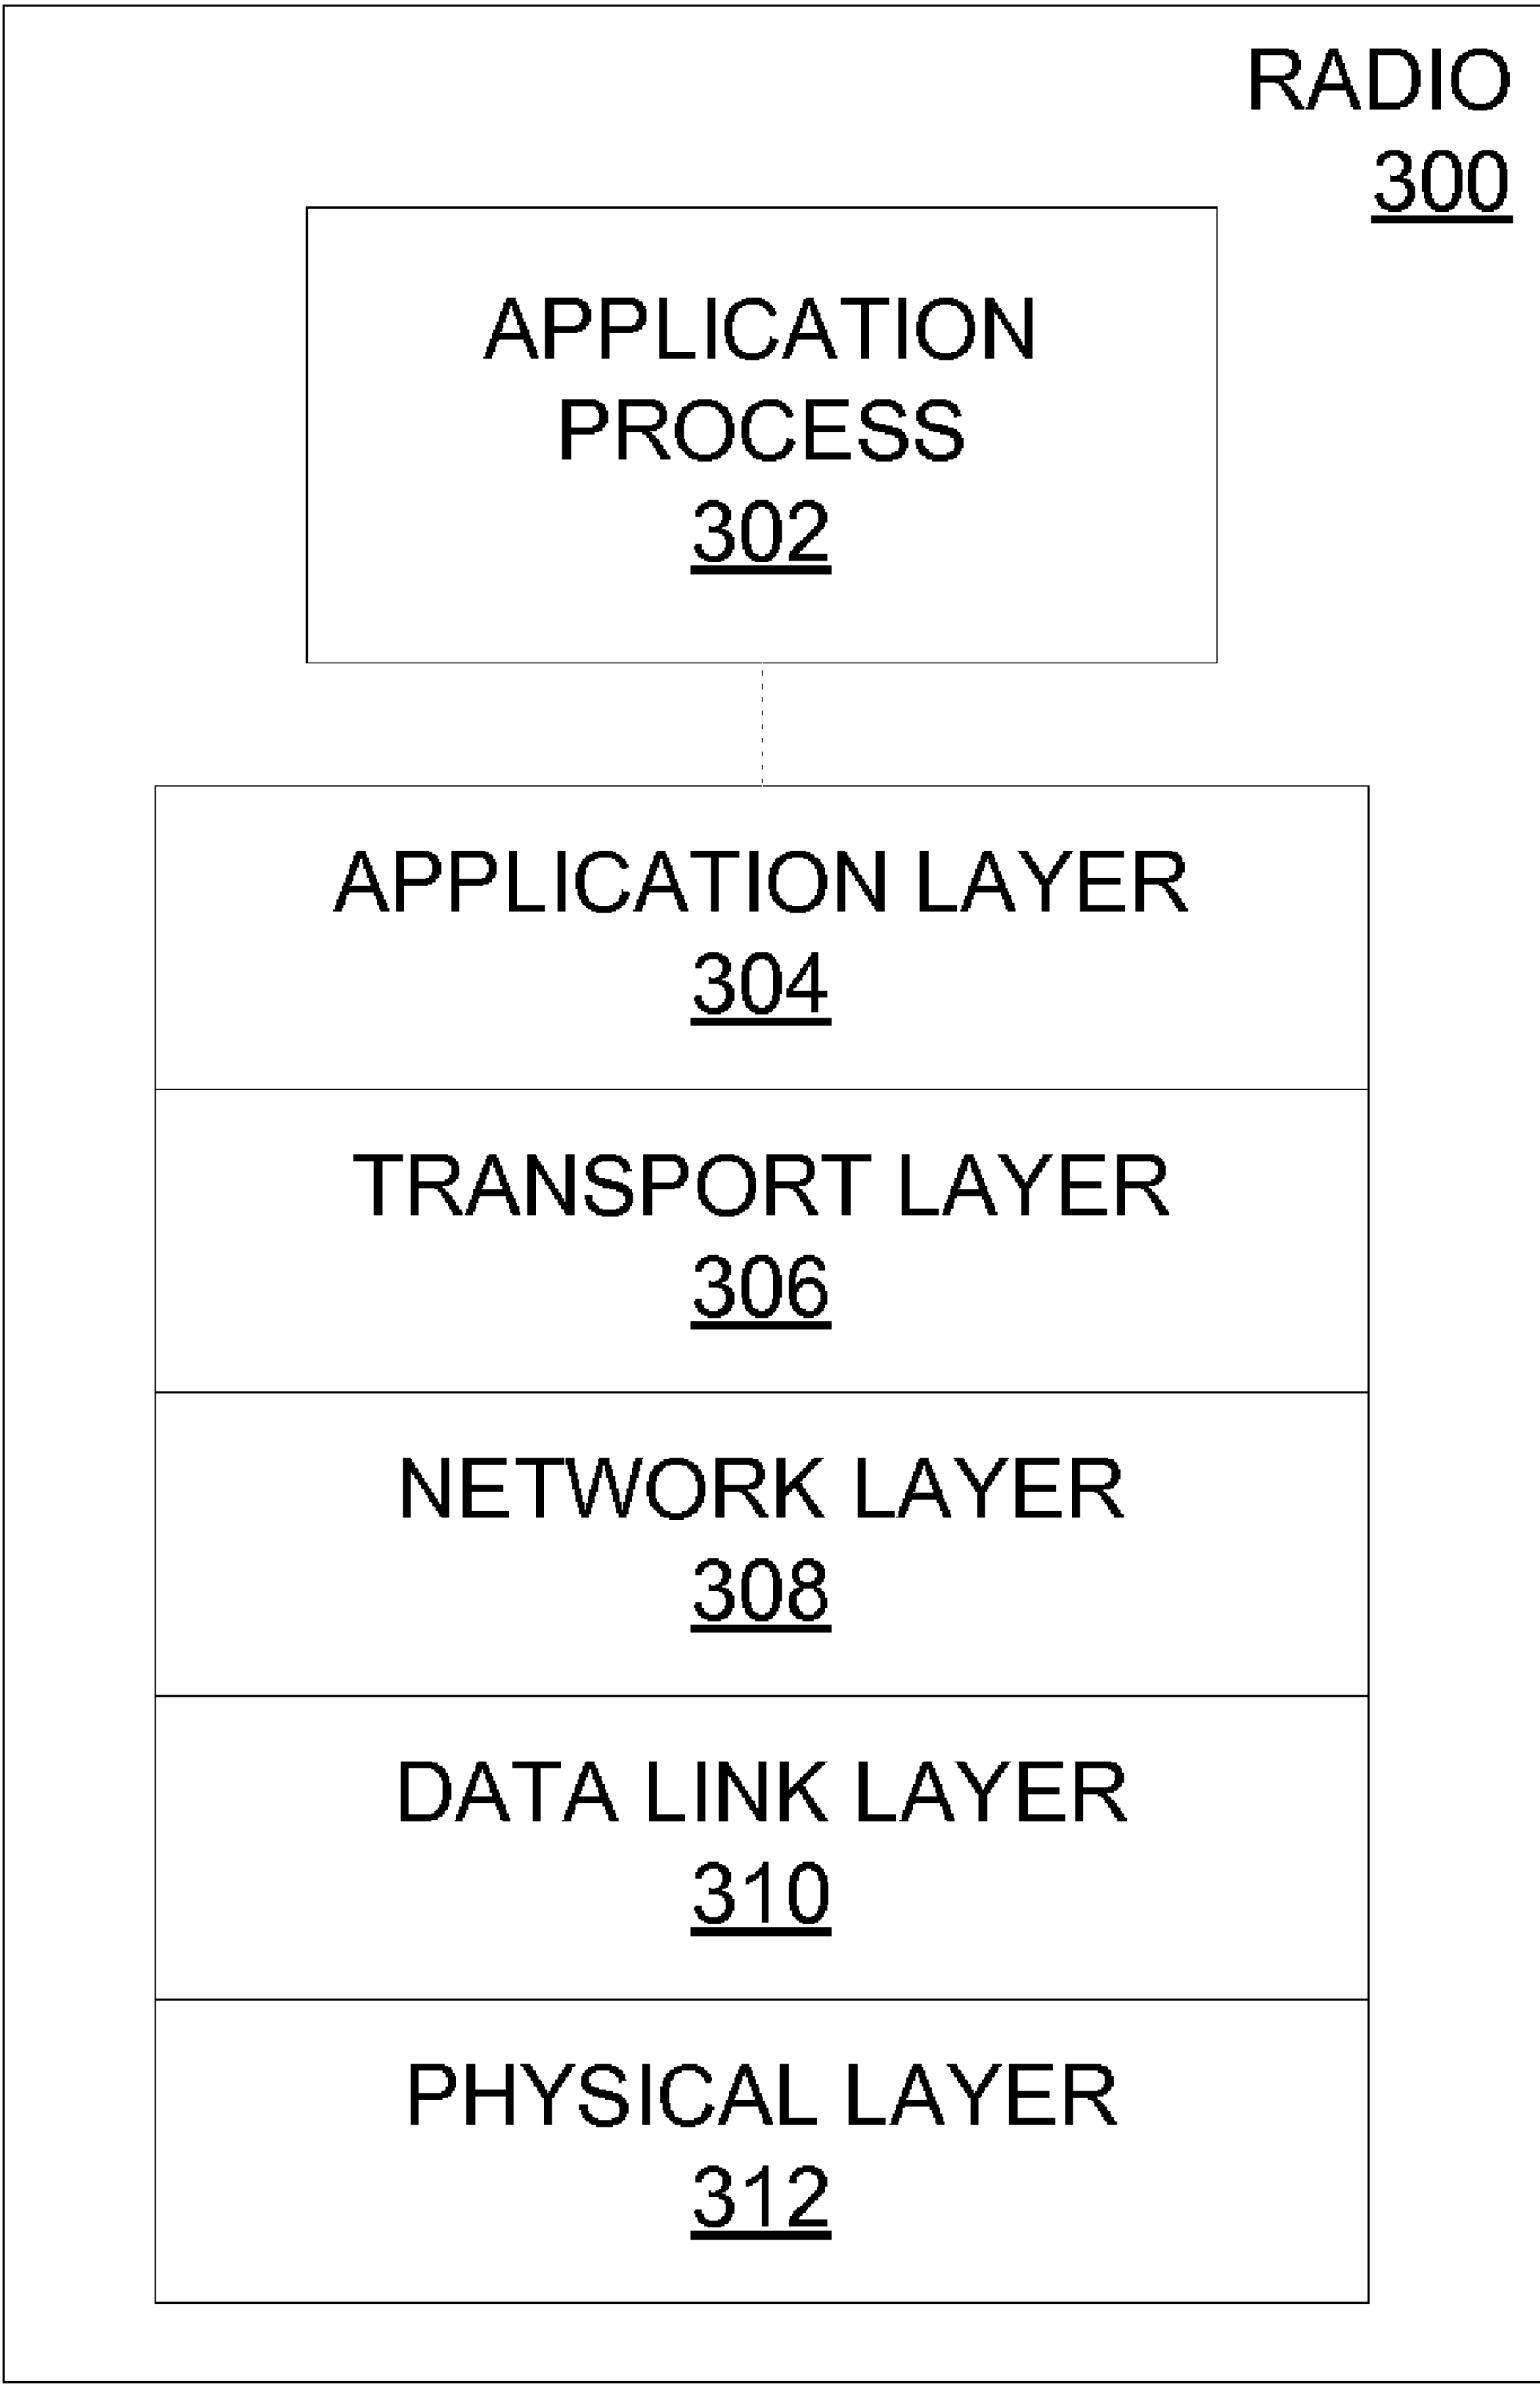 RADIO
300
APPLICATION
PROCESS
302
APPLICATION LAYER
304
TRANSPORT LAYER
306
NETWORK LAYER
308
DATA LINK LAYER
310
PHYSICAL LAYER
312